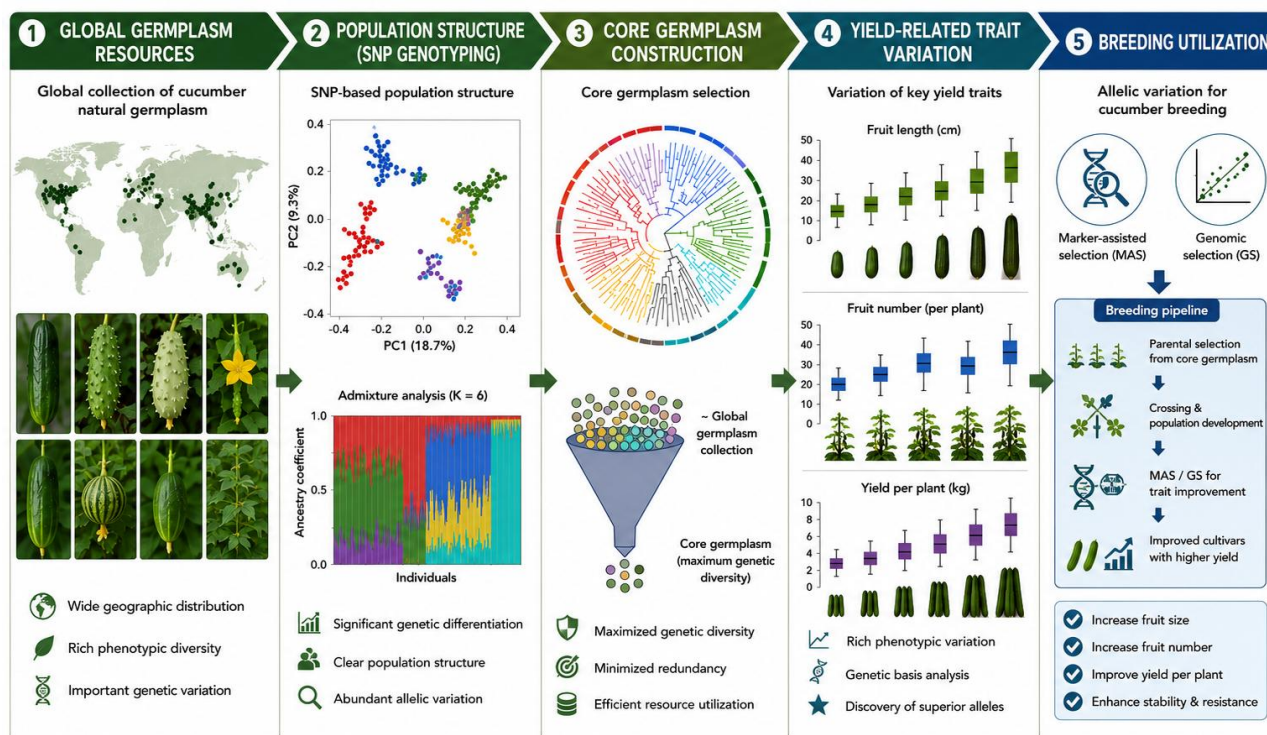 1 GLOBAL GERMPLASM
RESOURCES
Global collection of cucumber
natural germplasm
Wide geographic distribution
Rich phenotypic diversity
Important genetic variation
2 POPULATION STRUCTURE
(SNP GENOTYPING)
SNP-based population structure
0.4
0.2
0.0
-0.2
-0.4
PC2 (9.3%)
-0.4 -0.2 0.0 0.2 0.4
PC1 (18.7%)
Admixture analysis (K = 6)
1.0
0.5
0.0
Ancestry coefficient
Individuals
Significant genetic differentiation
Clear population structure
Abundant allelic variation
3 CORE GERMPLASM
CONSTRUCTION
Core germplasm selection
~ Global
germplasm
collection
Core germplasm
(maximum genetic
diversity)
Maximized genetic diversity
Minimized redundancy
Efficient resource utilization
4 YIELD-RELATED TRAIT
VARIATION
Variation of key yield traits
Fruit length (cm)
50
40
30
20
10
0
Fruit number (per plant)
50
40
30
20
10
0
Yield per plant (kg)
10
8
6
4
2
0
Rich phenotypic variation
Genetic basis analysis
Discovery of superior alleles
5 BREEDING UTILIZATION
Allelic variation for
cucumber breeding
Marker-assisted
selection (MAS)
Genomic
selection (GS)
Breeding pipeline
Parental selection
from core germplasm
Crossing &
population development
MAS / GS for
trait improvement
Improved cultivars
with higher yield
Increase fruit size
Increase fruit number
Improve yield per plant
Enhance stability & resistance